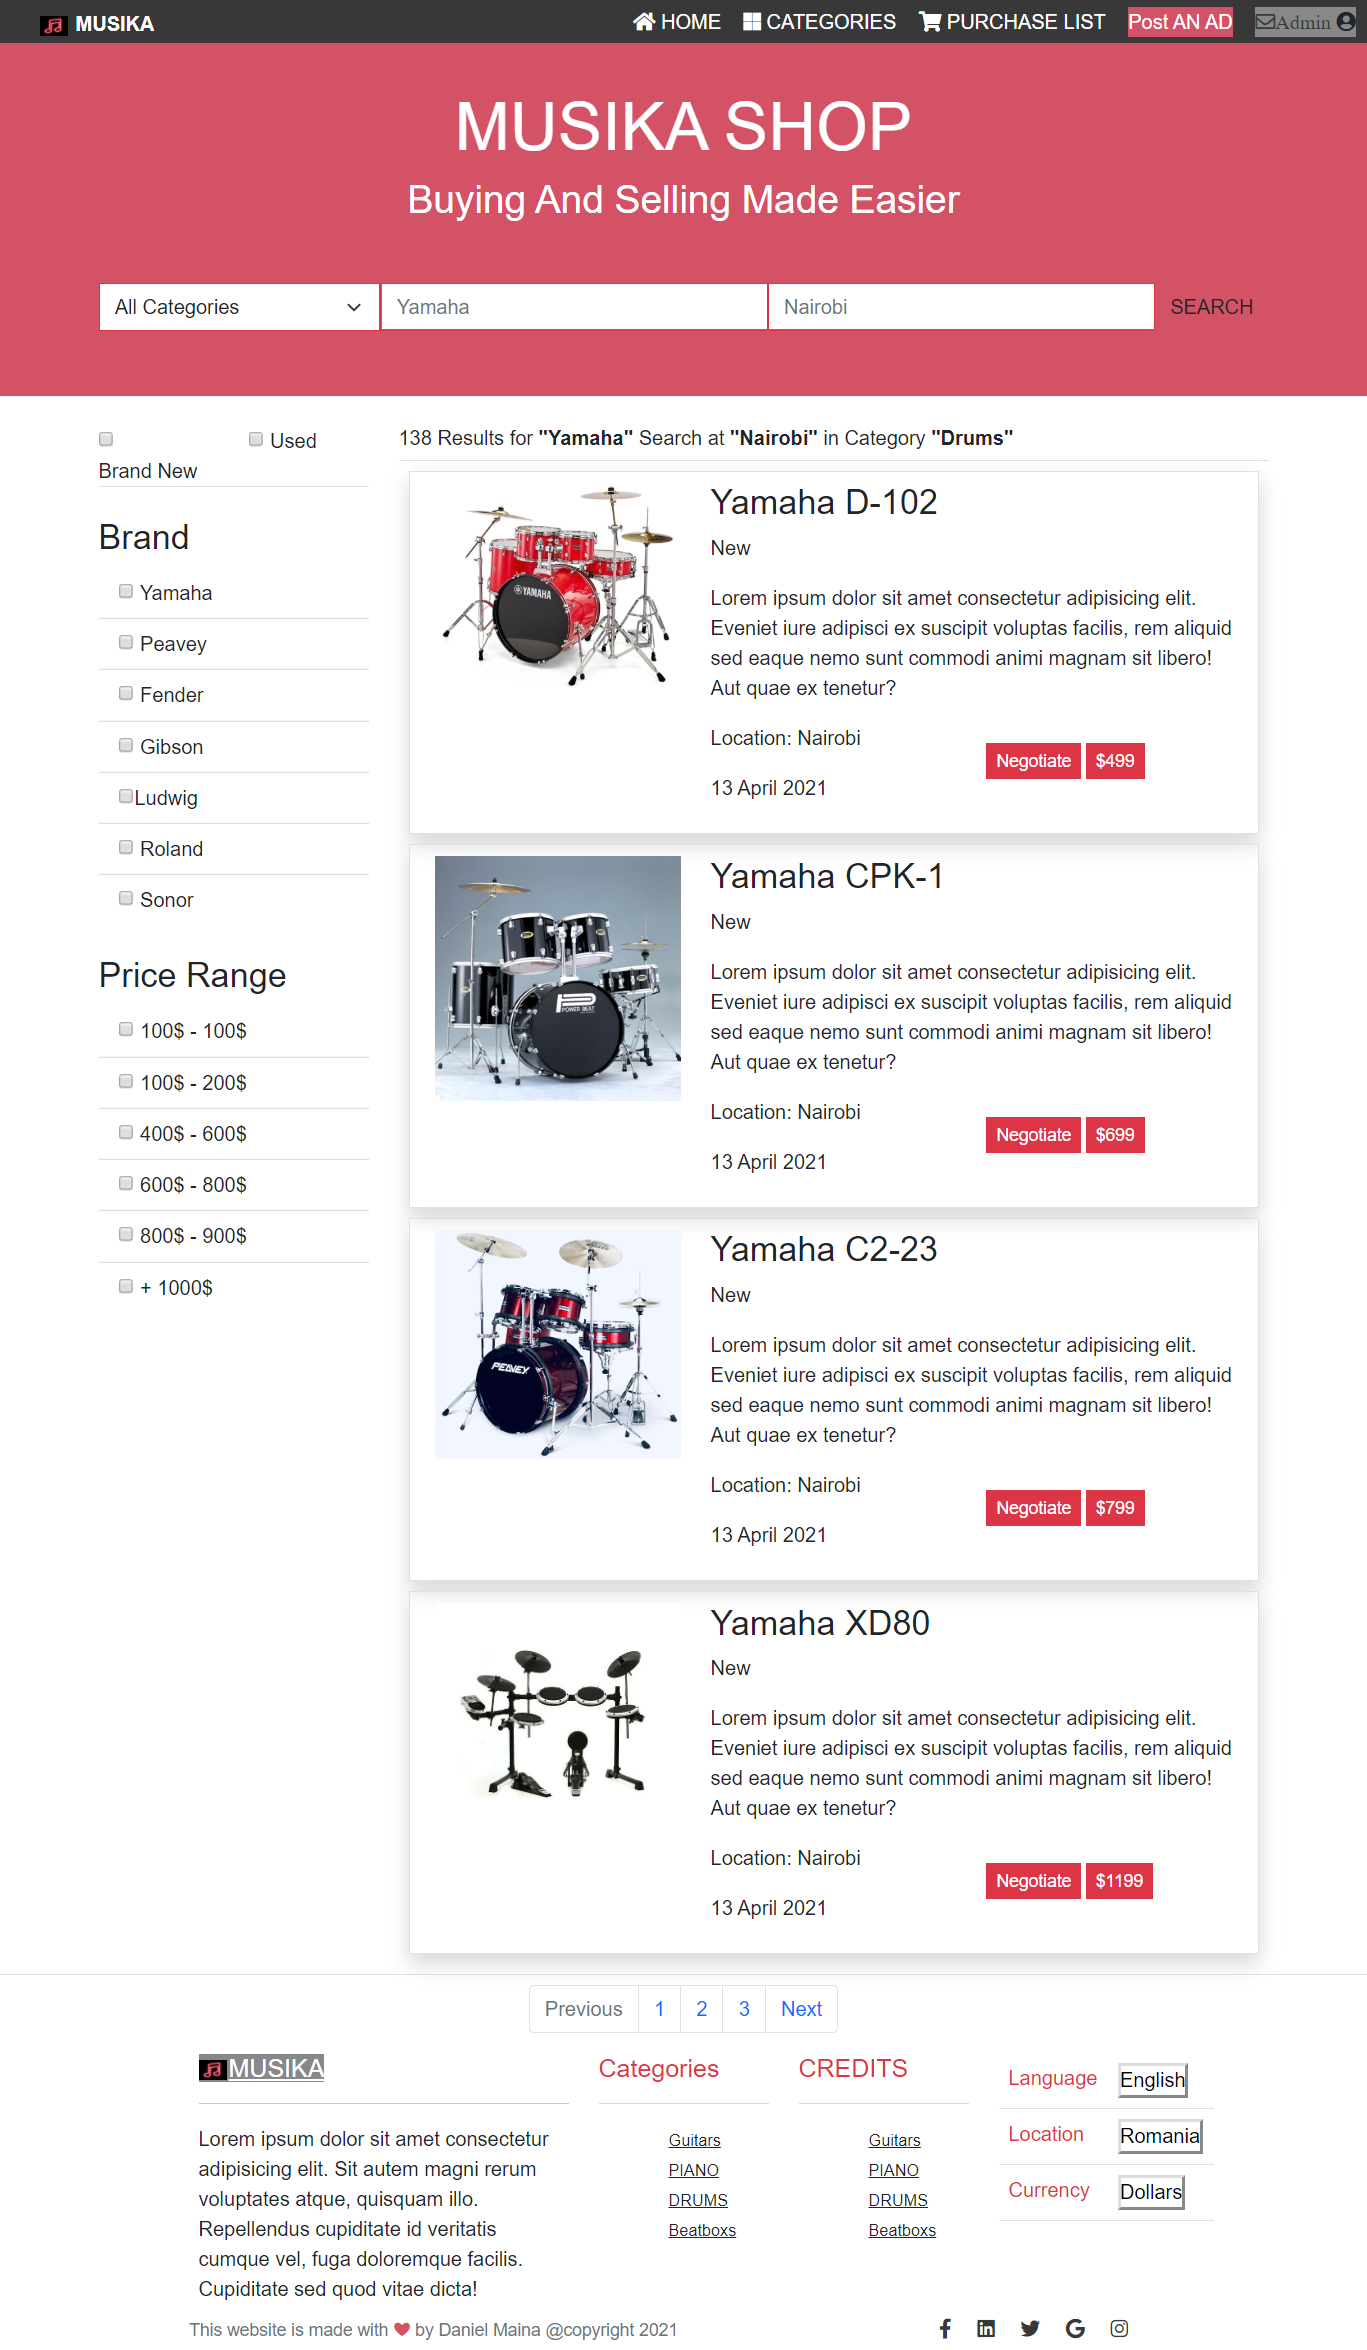 MUSIKA
HOME
CATEGORIES
PURCHASE LIST
Post AN AD
Admin
MUSIKA SHOP
Buying And Selling Made Easier
All Categories
Yamaha
Nairobi
SEARCH
Brand New
Used
Brand
Yamaha
Peavey
Fender
Gibson
Ludwig
Roland
Sonor
Price Range
100$ - 100$
100$ - 200$
400$ - 600$
600$ - 800$
800$ - 900$
+ 1000$
138 Results for "Yamaha" Search at "Nairobi" in Category "Drums"
YAMAHA
Yamaha D-102
New
Lorem ipsum dolor sit amet consectetur adipisicing elit.
Eveniet iure adipisci ex suscipit voluptas facilis, rem aliquid
sed eaque nemo sunt commodi animi magnam sit libero!
Aut quae ex tenetur?
Location: Nairobi
13 April 2021
Negotiate
$499
POWER BEAT
Yamaha CPK-1
New
Lorem ipsum dolor sit amet consectetur adipisicing elit.
Eveniet iure adipisci ex suscipit voluptas facilis, rem aliquid
sed eaque nemo sunt commodi animi magnam sit libero!
Aut quae ex tenetur?
Location: Nairobi
13 April 2021
Negotiate
$699
PEAVEX
Yamaha C2-23
New
Lorem ipsum dolor sit amet consectetur adipisicing elit.
Eveniet iure adipisci ex suscipit voluptas facilis, rem aliquid
sed eaque nemo sunt commodi animi magnam sit libero!
Aut quae ex tenetur?
Location: Nairobi
13 April 2021
Negotiate
$799
Yamaha XD80
New
Lorem ipsum dolor sit amet consectetur adipisicing elit.
Eveniet iure adipisci ex suscipit voluptas facilis, rem aliquid
sed eaque nemo sunt commodi animi magnam sit libero!
Aut quae ex tenetur?
Location: Nairobi
13 April 2021
Negotiate
$1199
Previous
1
2
3
Next
MUSIKA
Lorem ipsum dolor sit amet consectetur
adipisicing elit. Sit autem magni rerum
voluptates atque, quisquam illo.
Repellendus cupiditate id veritatis
cumque vel, fuga doloremque facilis.
Cupiditate sed quod vitae dicta!
Categories
Guitars
PIANO
DRUMS
Beatboxs
CREDITS
Guitars
PIANO
DRUMS
Beatboxs
Language English
Location Romania
Currency Dollars
This website is made with ❤ by Daniel Maina @copyright 2021